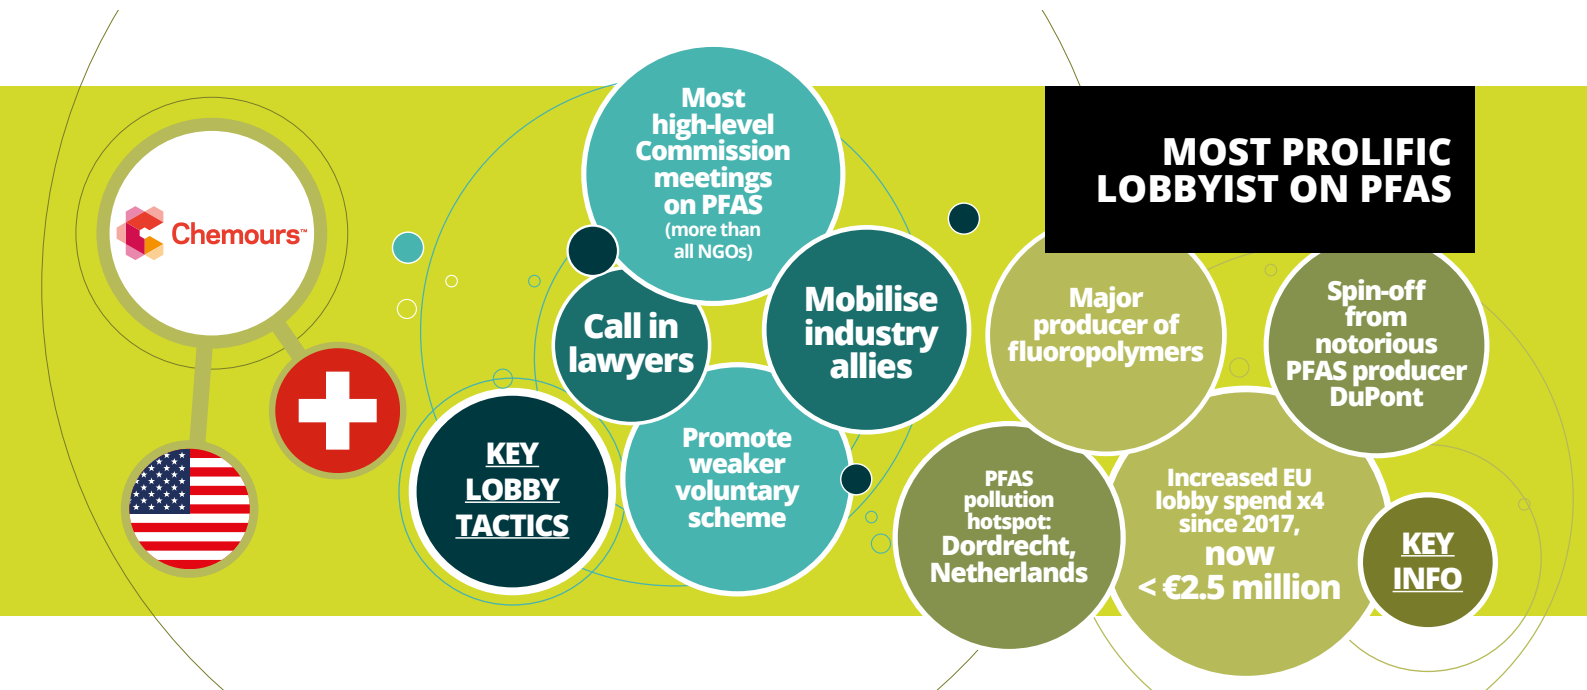 Chemours™
Most
high-level
Commission
meetings
on PFAS
(more than
all NGOs)
Call in
lawyers
Mobilise
industry
allies
KEY
LOBBY
TACTICS
Promote
weaker
voluntary
scheme
MOST PROLIFIC
LOBBYIST ON PFAS
Major
producer of
fluoropolymers
Spin-off
from
notorious
PFAS producer
DuPont
PFAS
pollution
hotspot:
Dordrecht,
Netherlands
Increased EU
lobby spend x4
since 2017,
now
< €2.5 million
KEY
INFO